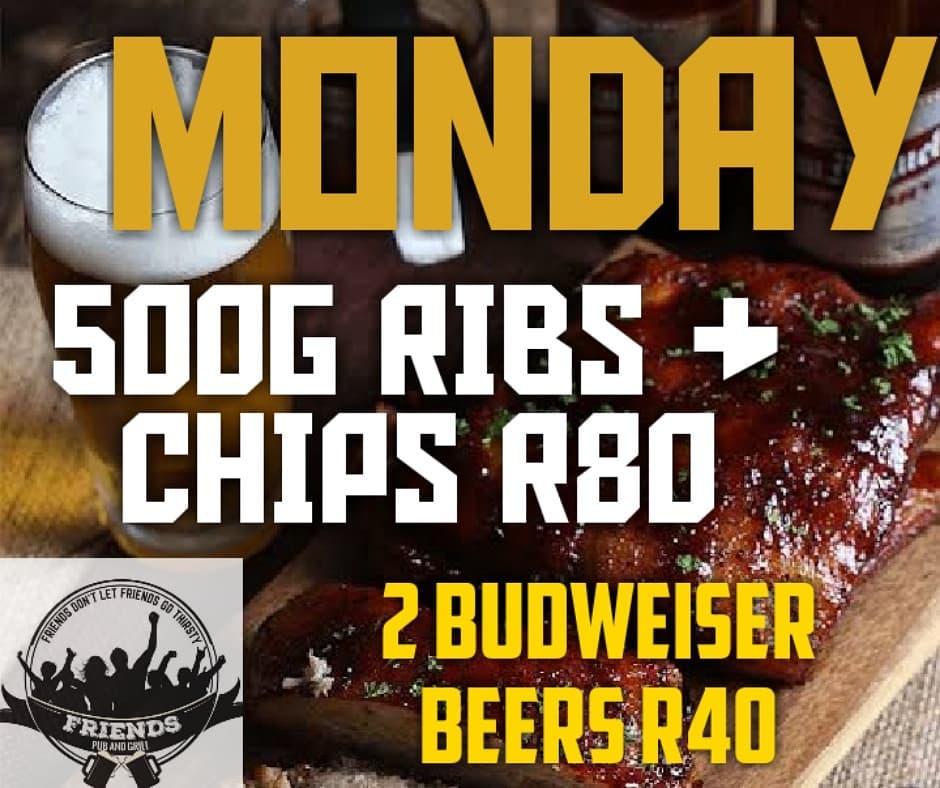 MONDAY
500G RIBS +
CHIPS R80
2 BUDWEISER
BEERS R40
FRIENDS DON'T LET FRIENDS GO THIRSTY
FRIENDS
PUB AND GRILL